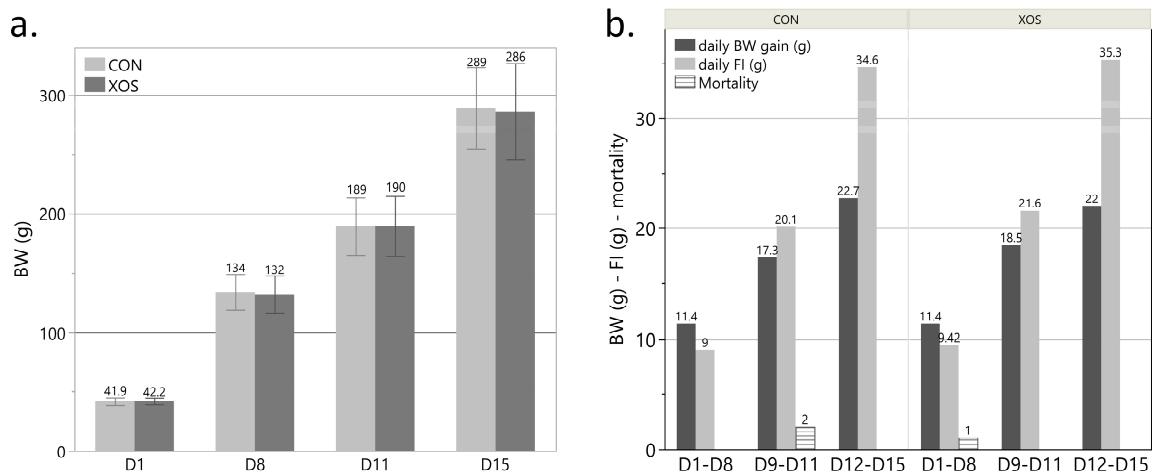 a.
CON
XOS
BW (g)
300
200
100
0
41.9 42.2
134 132
189 190
289 286
D1 D8 D11 D15
b.
CON XOS
daily BW gain (g)
daily FI (g)
Mortality
BW (g) - FI (g) - mortality
30
20
10
0
11.4 9 17.3 20.1 2 22.7 34.6
11.4 9.42 1 18.5 21.6 22 35.3
D1-D8 D9-D11 D12-D15 D1-D8 D9-D11 D12-D15